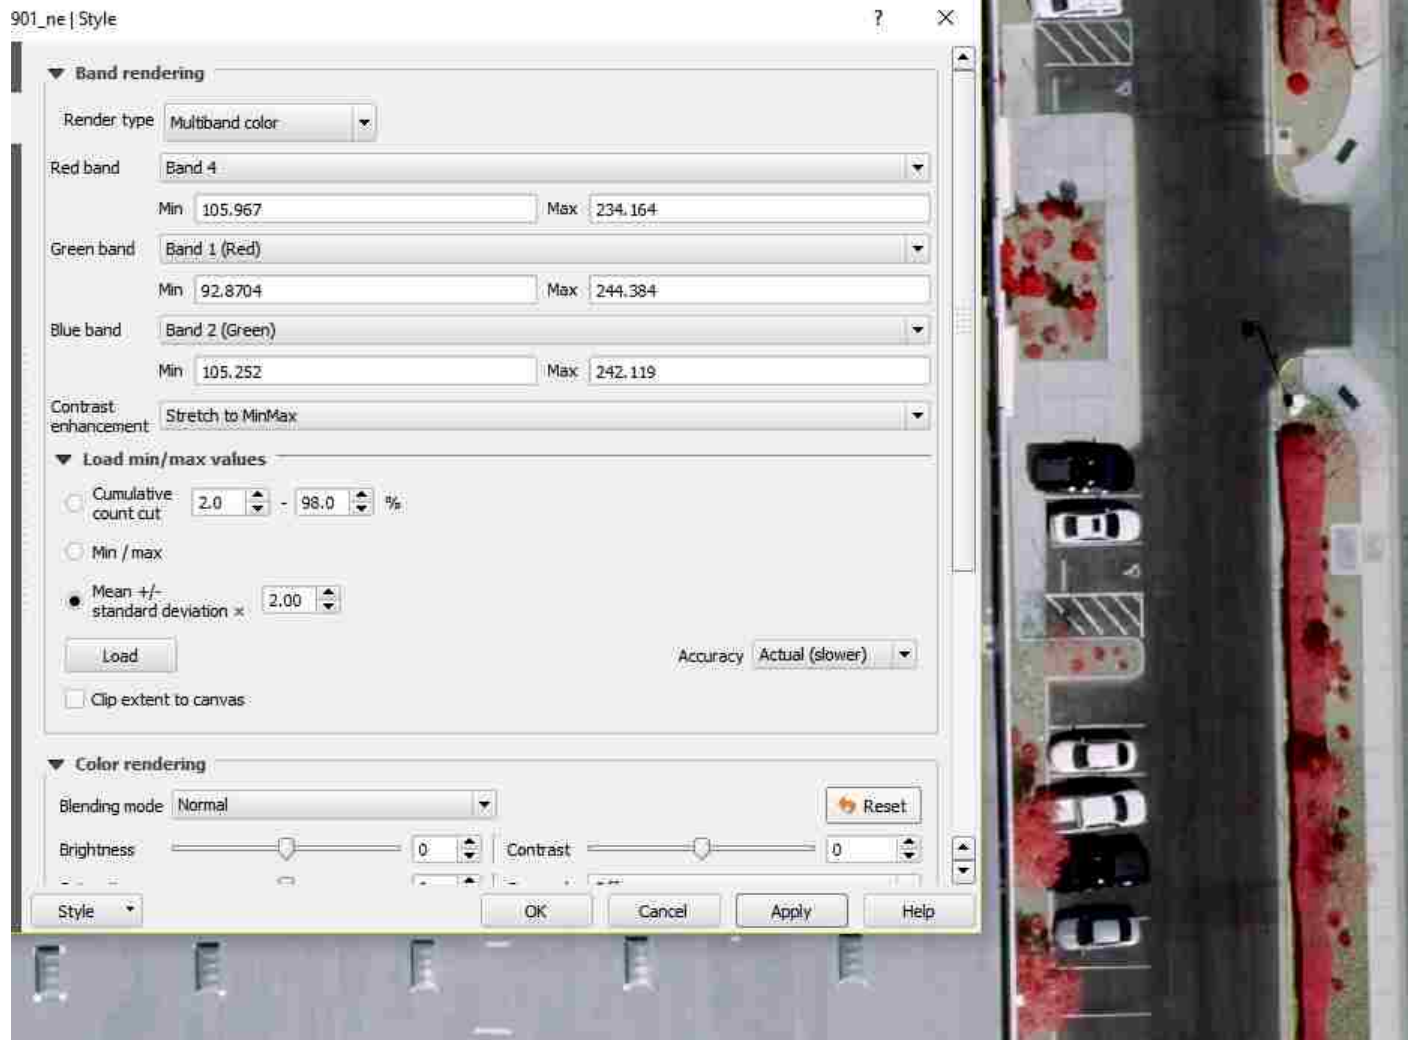 901_ne | Style ?
Band rendering
Render type Multiband color
Red band Band 4
Min 105.967 Max 234.164
Green band Band 1 (Red)
Min 92.8704 Max 244.384
Blue band Band 2 (Green)
Min 105.252 Max 242.119
Contrast
enhancement Stretch to MinMax
Load min/max values
Cumulative
count cut 2.0 - 98.0 %
Min / max
Mean +/-
standard deviation × 2.00
Load Accuracy Actual (slower)
Clip extent to canvas
Color rendering
Blending mode Normal Reset
Brightness 0 Contrast 0
Style OK Cancel Apply Help